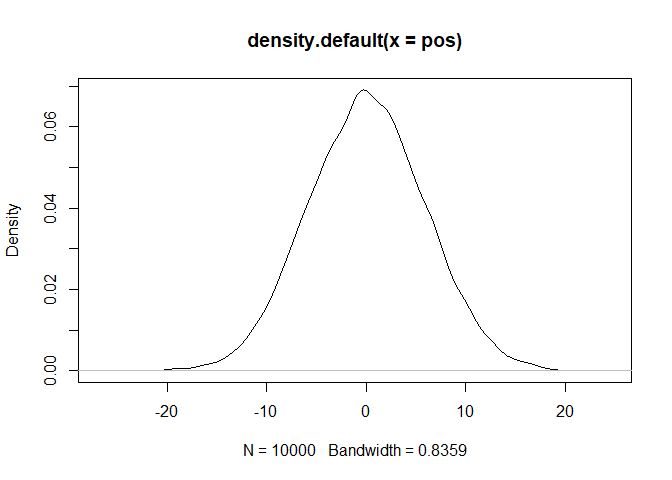 density.default(x = pos)
Density
0.06
0.04
0.02
0.00
-20 -10 0 10 20
N = 10000 Bandwidth = 0.8359